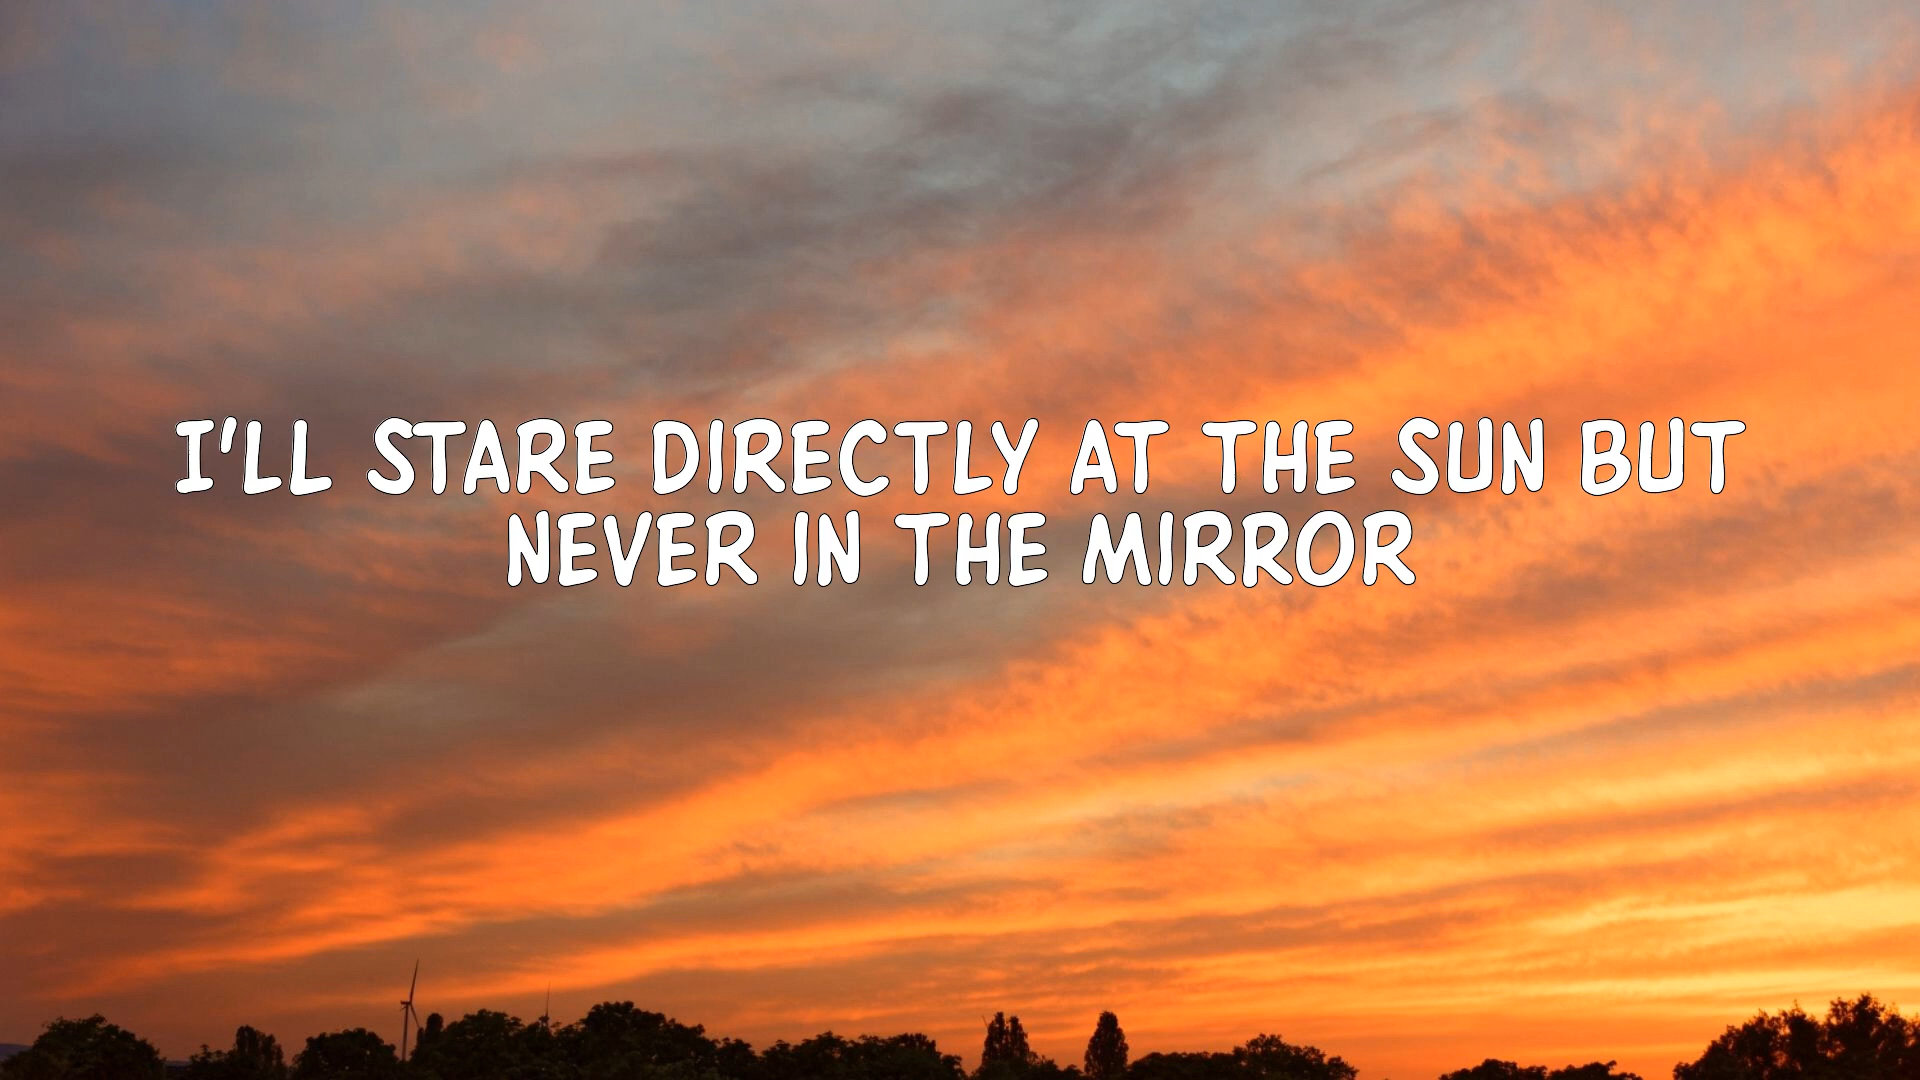 I'LL STARE DIRECTLY AT THE SUN BUT
NEVER IN THE MIRROR